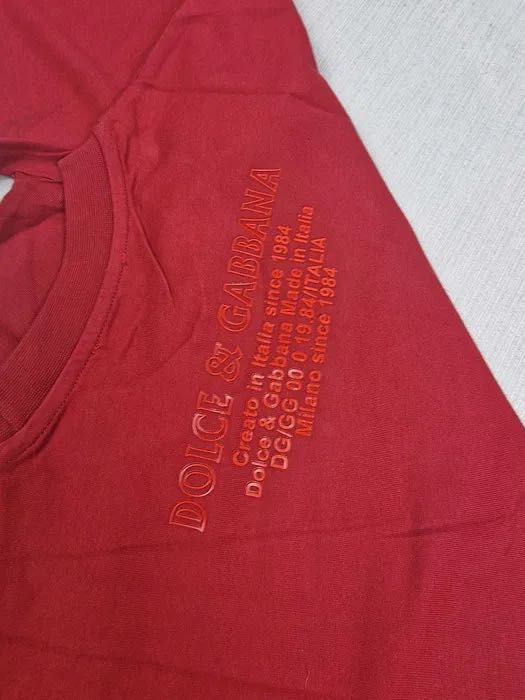 DOLCE & GABBANA
Creato in Italia since 1984
Dolce & Gabbana Made in Italia
DG/GG 00 0 19.84/ITALIA
Milano since 1984